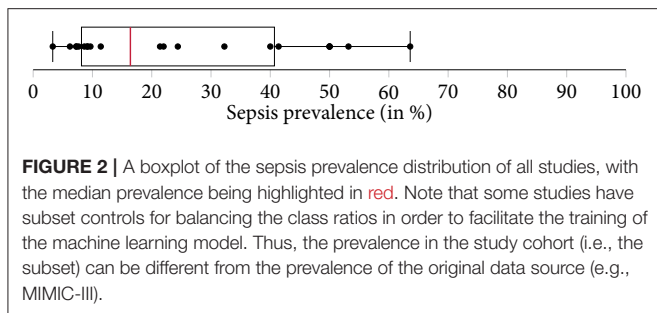 0 10 20 30 40 50 60 70 80 90 100
Sepsis prevalence (in %)
FIGURE 2 | A boxplot of the sepsis prevalence distribution of all studies, with
the median prevalence being highlighted in red. Note that some studies have
subset controls for balancing the class ratios in order to facilitate the training of
the machine learning model. Thus, the prevalence in the study cohort (i.e., the
subset) can be different from the prevalence of the original data source (e.g.,
MIMIC-III).